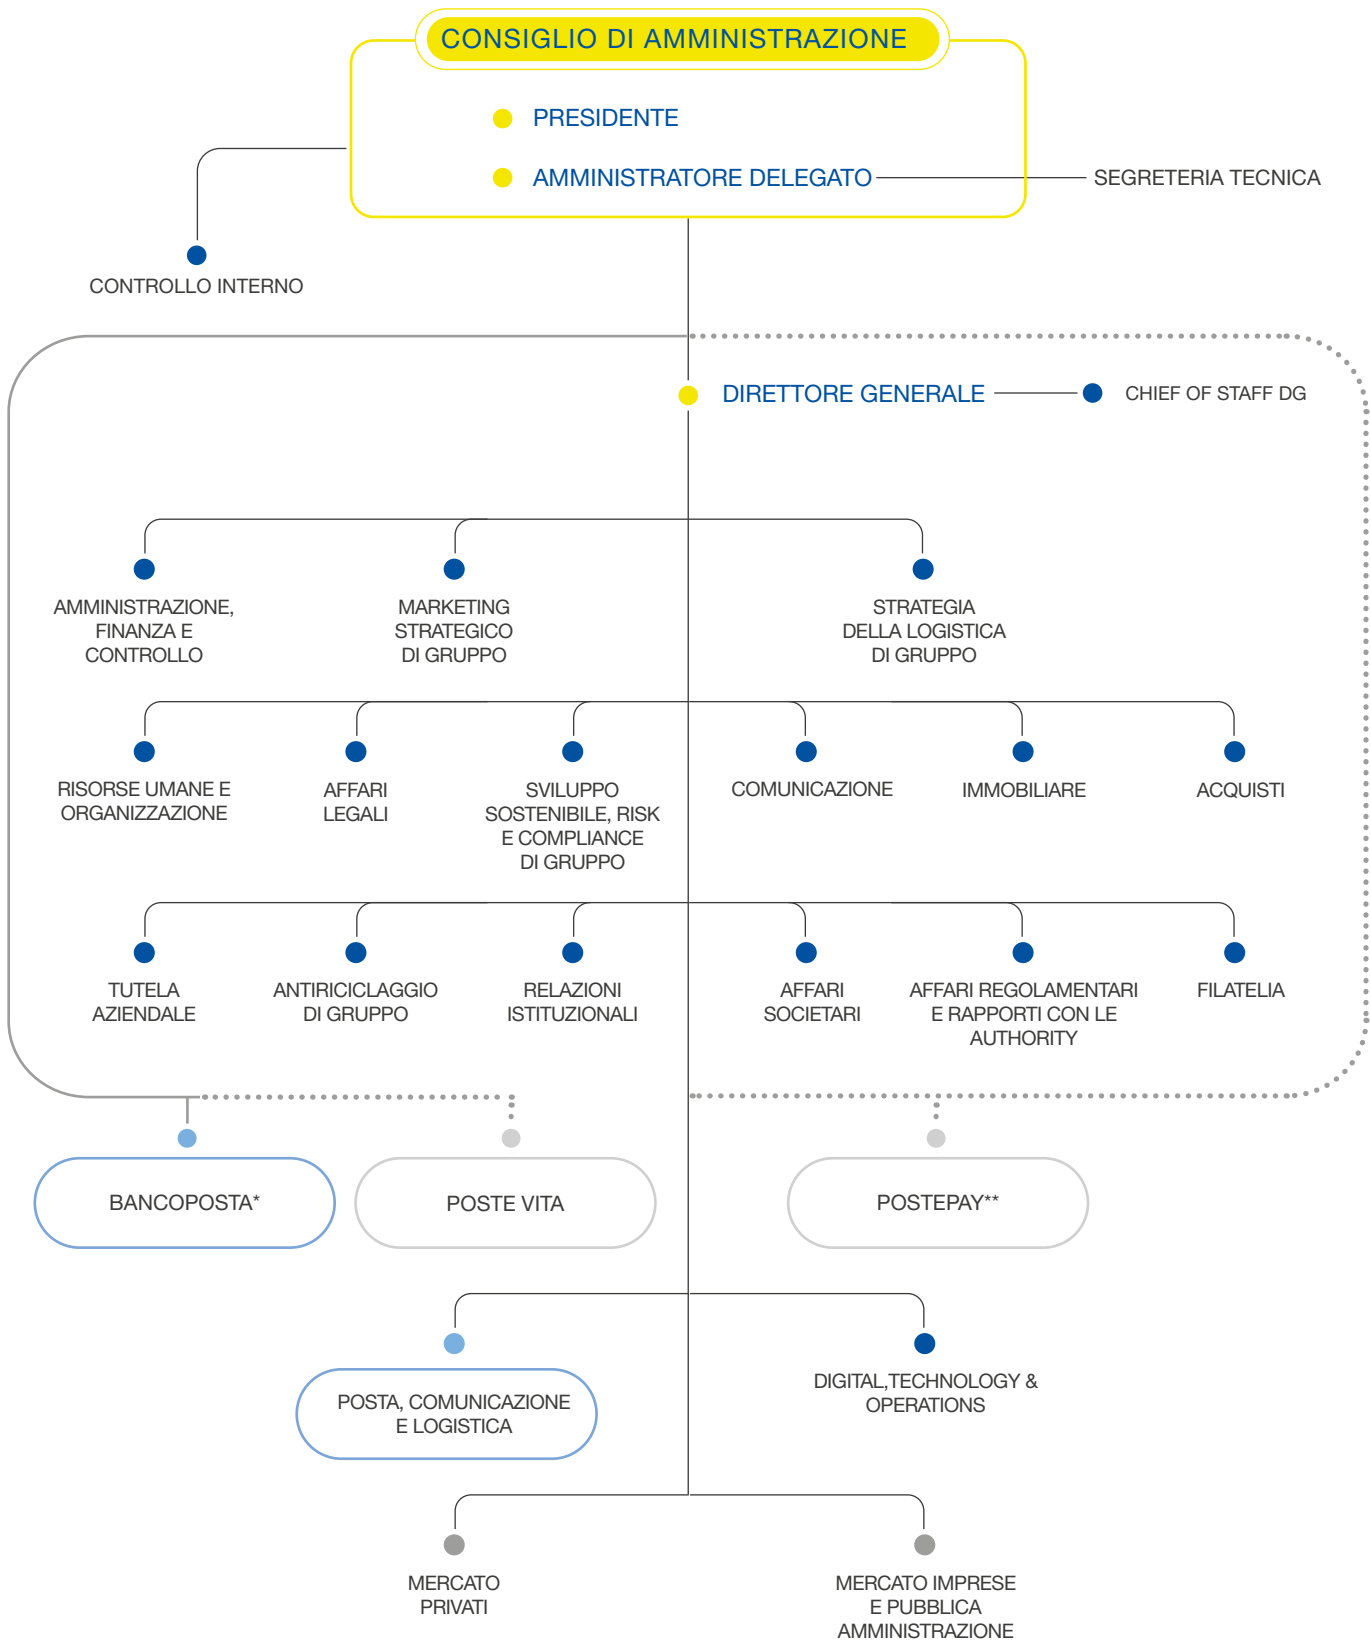 CONSIGLIO DI AMMINISTRAZIONE
PRESIDENTE
AMMINISTRATORE DELEGATO
SEGRETERIA TECNICA
CONTROLLO INTERNO
DIRETTORE GENERALE
CHIEF OF STAFF DG
AMMINISTRAZIONE,
FINANZA E
CONTROLLO
MARKETING
STRATEGICO
DI GRUPPO
STRATEGIA
DELLA LOGISTICA
DI GRUPPO
RISORSE UMANE E
ORGANIZZAZIONE
AFFARI
LEGALI
SVILUPPO
SOSTENIBILE, RISK
E COMPLIANCE
DI GRUPPO
COMUNICAZIONE
IMMOBILIARE
ACQUISTI
TUTELA
AZIENDALE
ANTIRICICLAGGIO
DI GRUPPO
RELAZIONI
ISTITUZIONALI
AFFARI
SOCIETARI
AFFARI REGOLAMENTARI
E RAPPORTI CON LE
AUTHORITY
FILATELIA
BANCOPOSTA*
POSTE VITA
POSTEPAY**
POSTA, COMUNICAZIONE
E LOGISTICA
DIGITAL,TECHNOLOGY &
OPERATIONS
MERCATO
PRIVATI
MERCATO IMPRESE
E PUBBLICA
AMMINISTRAZIONE